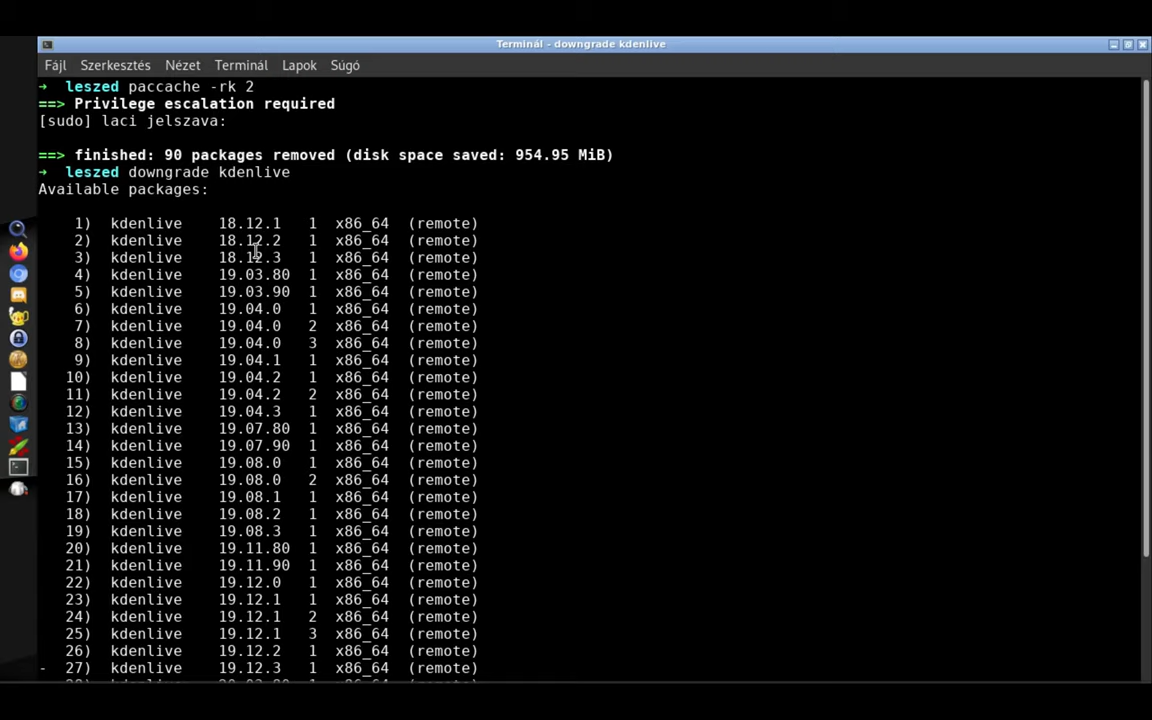 Terminál - downgrade kdenlive
Fájl Szerkesztés Nézet Terminál Lapok Súgó
➜ leszed paccache -rk 2
==> Privilege escalation required
[sudo] laci jelszava:
==> finished: 90 packages removed (disk space saved: 954.95 MiB)
➜ leszed downgrade kdenlive
Available packages:
1) kdenlive 18.12.1 1 x86_64 (remote)
2) kdenlive 18.12.2 1 x86_64 (remote)
3) kdenlive 18.12.3 1 x86_64 (remote)
4) kdenlive 19.03.80 1 x86_64 (remote)
5) kdenlive 19.03.90 1 x86_64 (remote)
6) kdenlive 19.04.0 1 x86_64 (remote)
7) kdenlive 19.04.0 2 x86_64 (remote)
8) kdenlive 19.04.0 3 x86_64 (remote)
9) kdenlive 19.04.1 1 x86_64 (remote)
10) kdenlive 19.04.2 1 x86_64 (remote)
11) kdenlive 19.04.2 2 x86_64 (remote)
12) kdenlive 19.04.3 1 x86_64 (remote)
13) kdenlive 19.07.80 1 x86_64 (remote)
14) kdenlive 19.07.90 1 x86_64 (remote)
15) kdenlive 19.08.0 1 x86_64 (remote)
16) kdenlive 19.08.0 2 x86_64 (remote)
17) kdenlive 19.08.1 1 x86_64 (remote)
18) kdenlive 19.08.2 1 x86_64 (remote)
19) kdenlive 19.08.3 1 x86_64 (remote)
20) kdenlive 19.11.80 1 x86_64 (remote)
21) kdenlive 19.11.90 1 x86_64 (remote)
22) kdenlive 19.12.0 1 x86_64 (remote)
23) kdenlive 19.12.1 1 x86_64 (remote)
24) kdenlive 19.12.1 2 x86_64 (remote)
25) kdenlive 19.12.1 3 x86_64 (remote)
26) kdenlive 19.12.2 1 x86_64 (remote)
- 27) kdenlive 19.12.3 1 x86_64 (remote)